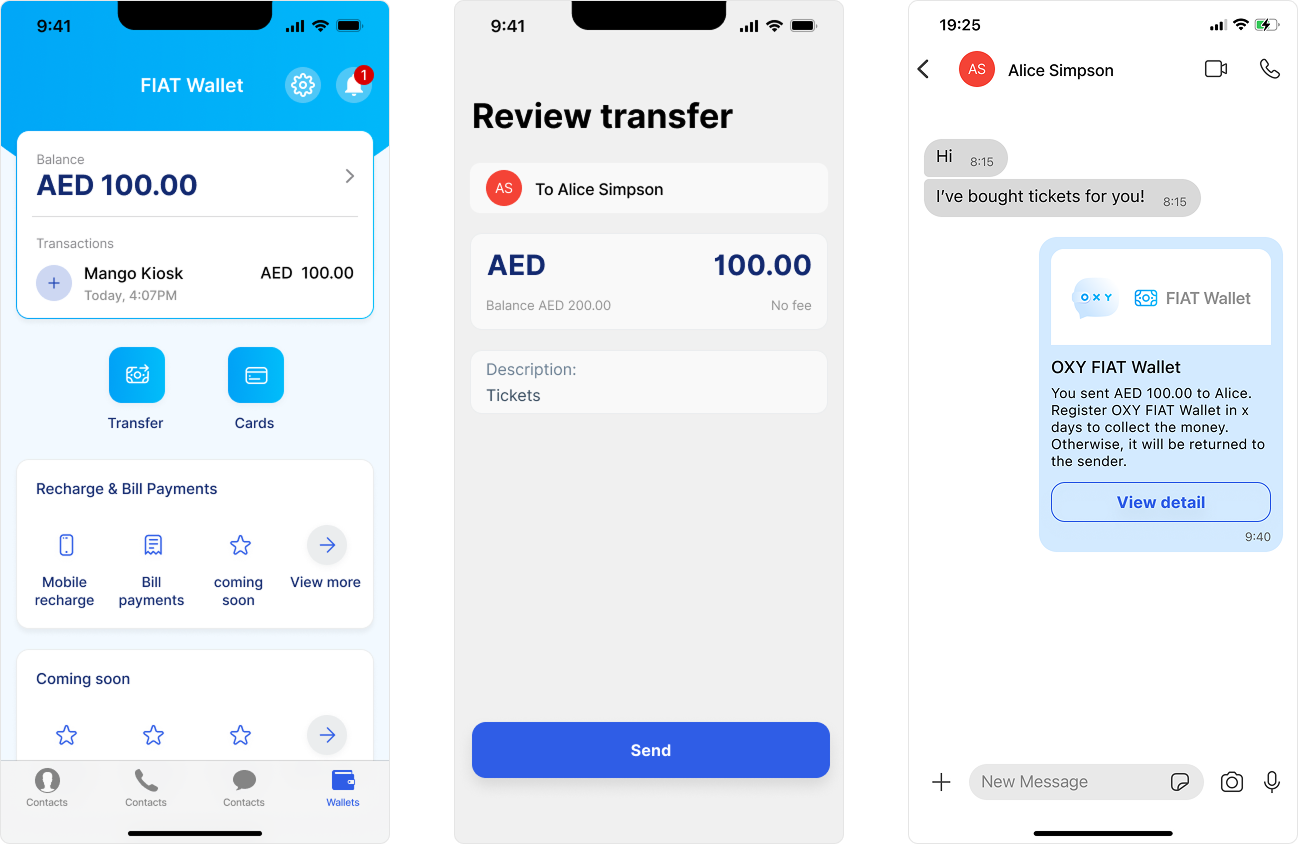 9:41
FIAT Wallet
1
Balance
AED 100.00
Transactions
Mango Kiosk
AED 100.00
Today, 4:07PM
Transfer
Cards
Recharge & Bill Payments
Mobile recharge
Bill payments
coming soon
View more
Coming soon
Contacts
Contacts
Contacts
Wallets
9:41
Review transfer
AS
To Alice Simpson
AED
100.00
Balance AED 200.00
No fee
Description:
Tickets
Send
19:25
AS
Alice Simpson
Hi
8:15
I’ve bought tickets for you!
8:15
OXY
FIAT Wallet
OXY FIAT Wallet
You sent AED 100.00 to Alice.
Register OXY FIAT Wallet in x
days to collect the money.
Otherwise, it will be returned to
the sender.
View detail
9:40
New Message